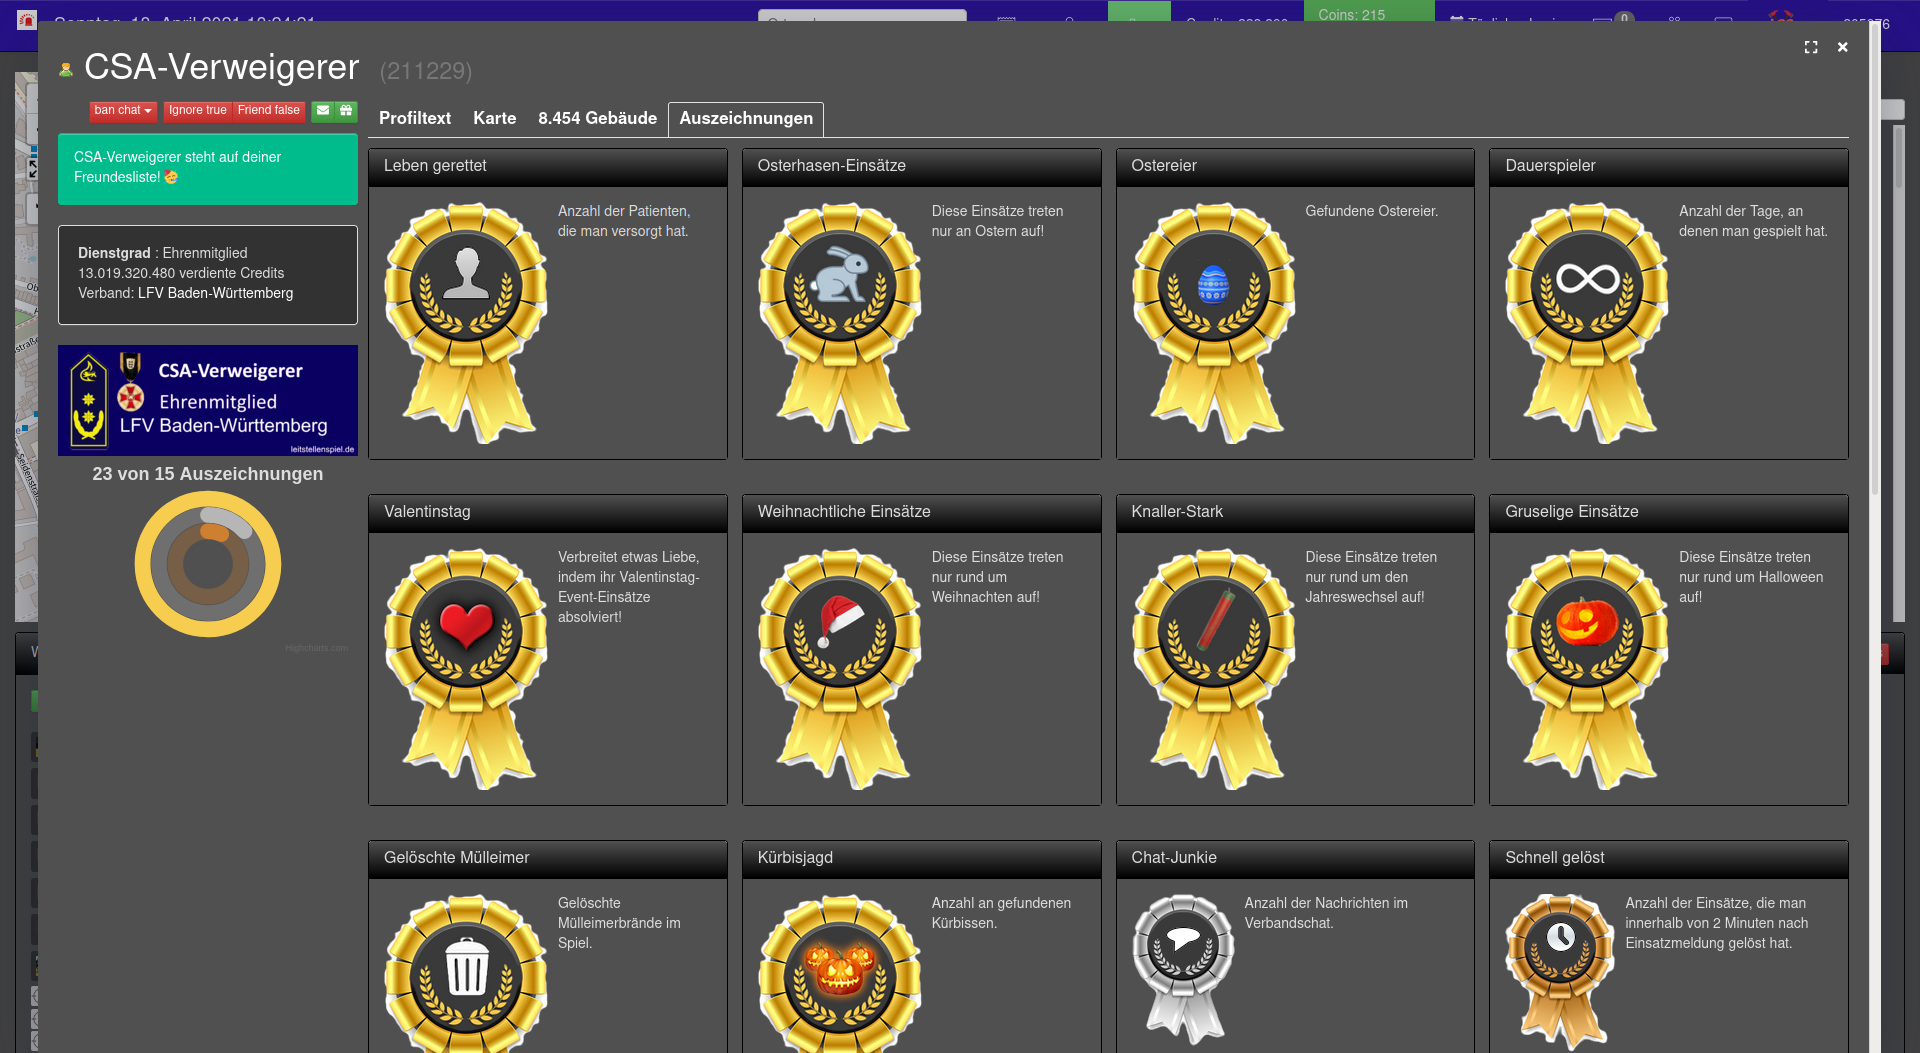 Coins: 215
0
CSA-Verweigerer (211229)
ban chat
Ignore true
Friend false
Profiltext
Karte
8.454 Gebäude
Auszeichnungen
CSA-Verweigerer steht auf deiner
Freundesliste! 🥳
Dienstgrad : Ehrenmitglied
13.019.320.480 verdiente Credits
Verband: LFV Baden-Württemberg
CSA-Verweigerer
Ehrenmitglied
LFV Baden-Württemberg
leitstellenspiel.de
23 von 15 Auszeichnungen
Highcharts.com
Leben gerettet
Anzahl der Patienten,
die man versorgt hat.
Osterhasen-Einsätze
Diese Einsätze treten
nur an Ostern auf!
Ostereier
Gefundene Ostereier.
Dauerspieler
Anzahl der Tage, an
denen man gespielt hat.
Valentinstag
Verbreitet etwas Liebe,
indem ihr Valentinstag-
Event-Einsätze
absolviert!
Weihnachtliche Einsätze
Diese Einsätze treten
nur rund um
Weihnachten auf!
Knaller-Stark
Diese Einsätze treten
nur rund um den
Jahreswechsel auf!
Gruselige Einsätze
Diese Einsätze treten
nur rund um Halloween
auf!
Gelöschte Mülleimer
Gelöschte
Mülleimerbrände im
Spiel.
Kürbisjagd
Anzahl an gefundenen
Kürbissen.
Chat-Junkie
Anzahl der Nachrichten im
Verbandschat.
Schnell gelöst
Anzahl der Einsätze, die man
innerhalb von 2 Minuten nach
Einsatzmeldung gelöst hat.